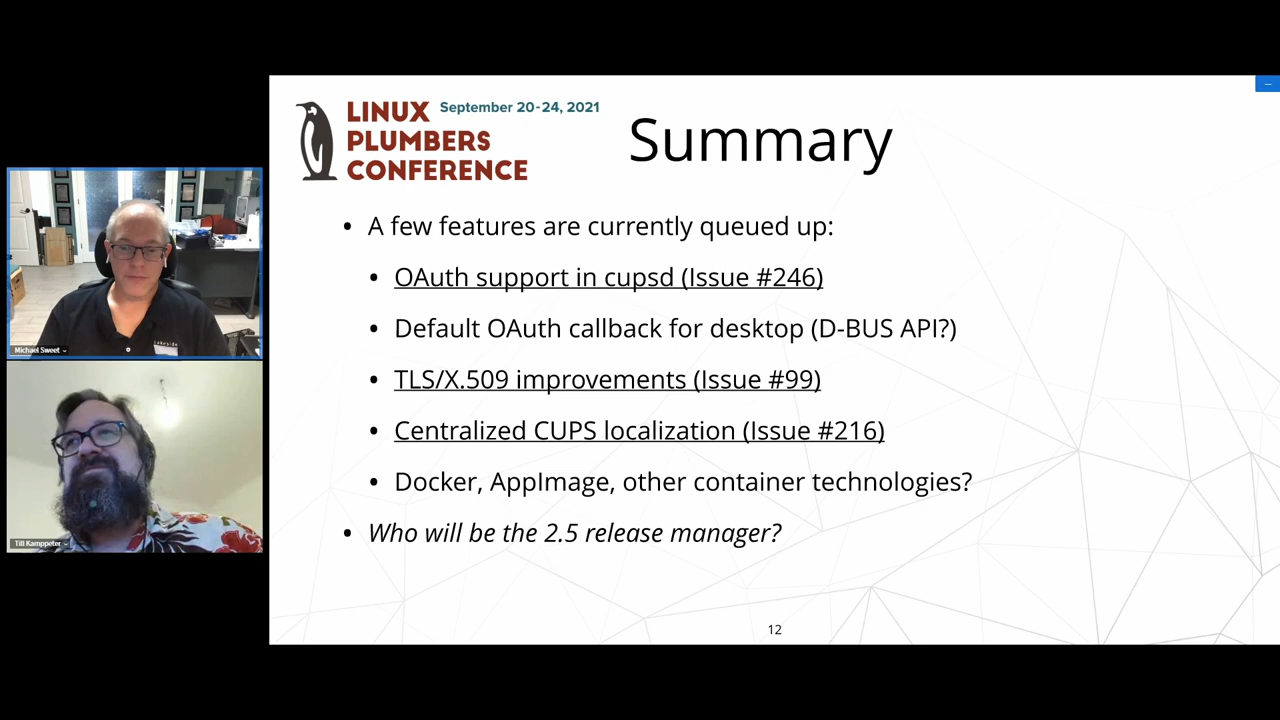 LINUX September 20-24, 2021
PLUMBERS
CONFERENCE
Summary
• A few features are currently queued up:
• OAuth support in cupsd (Issue #246)
• Default OAuth callback for desktop (D-BUS API?)
• TLS/X.509 improvements (Issue #99)
• Centralized CUPS localization (Issue #216)
• Docker, AppImage, other container technologies?
• Who will be the 2.5 release manager?
12
Michael Sweet
Till Kamppeter